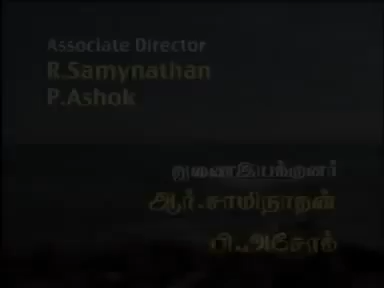 Associate Director
R.Samynathan
P.Ashok
துணைஇயக்குனர்
ஆர்.சாமிநாதன்
பி.அசோக்